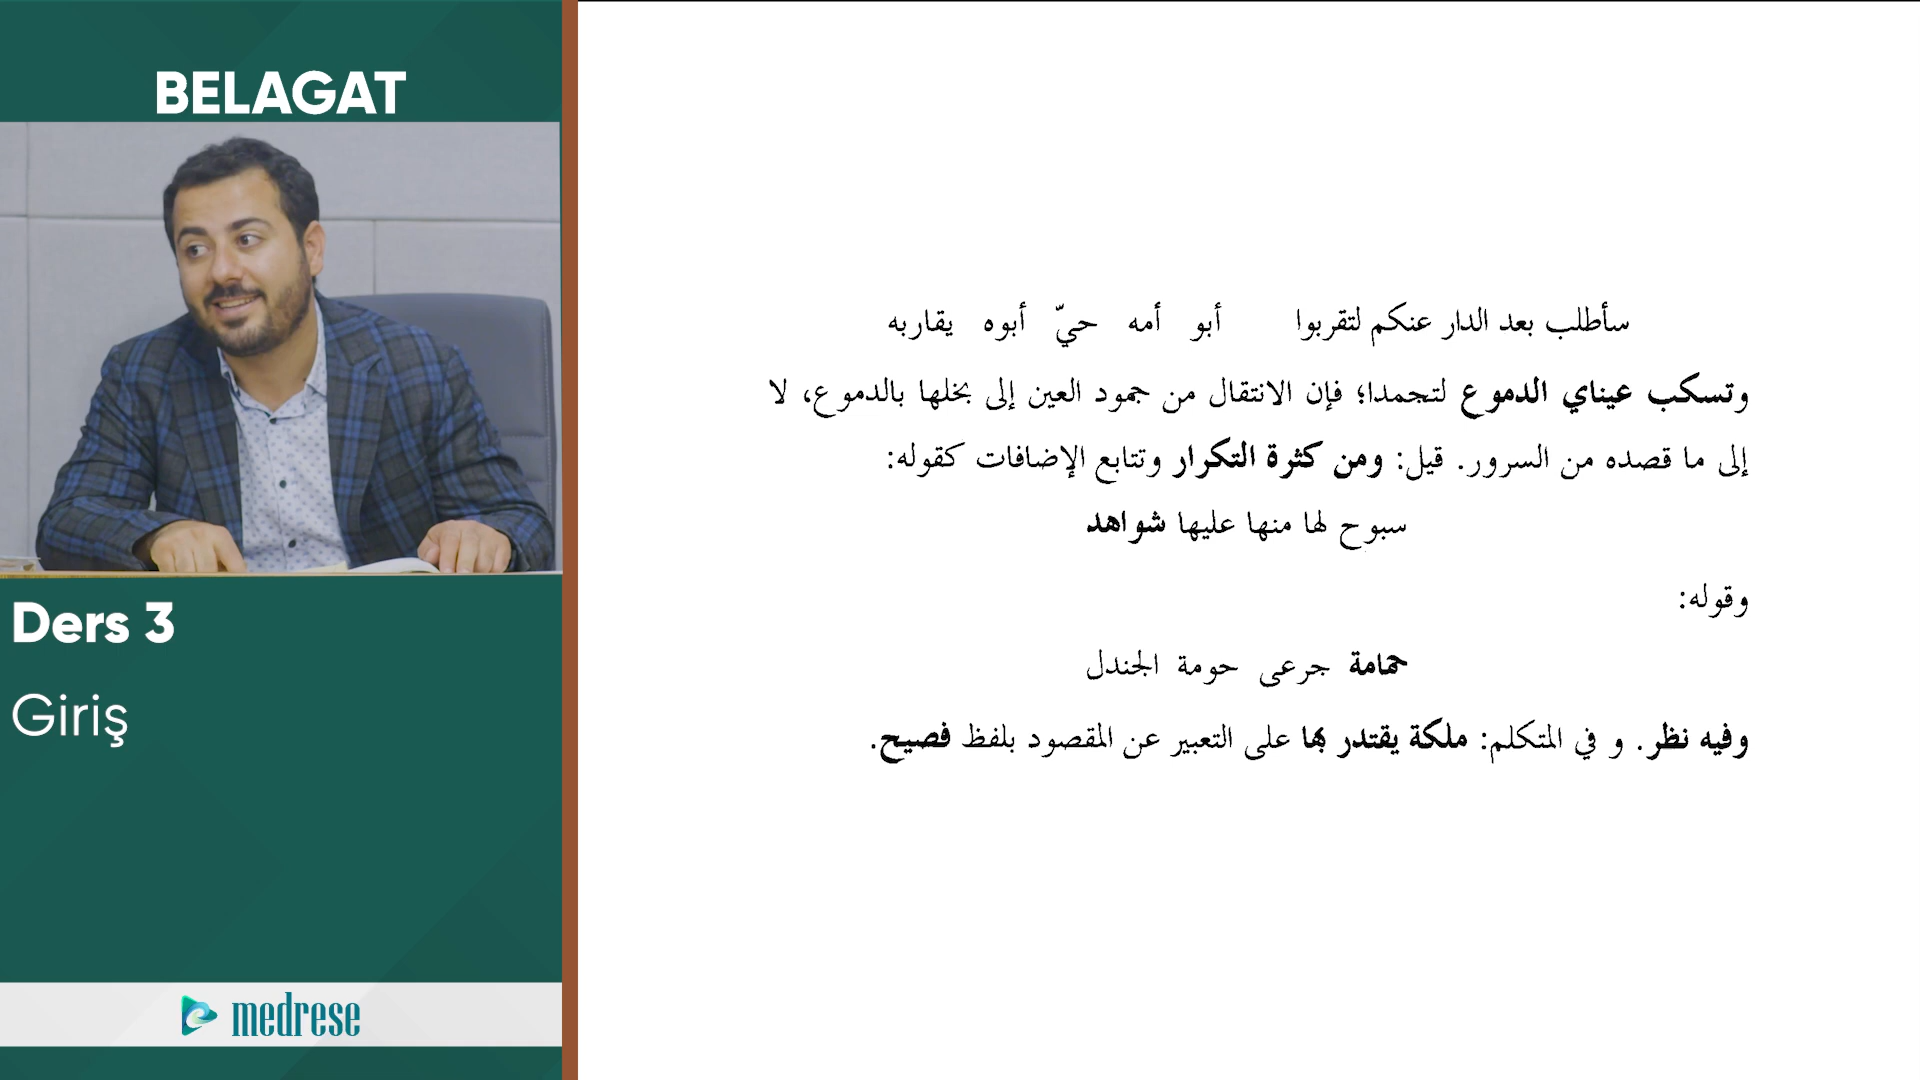 BELAGAT
Ders 3
Giriş
medrese
سأطلب بعد الدار عنكم لتقربوا أبو أمه حيّ أبوه يقاربه
وتسكب عيناي الدموع لتجمدا؛ فإن الانتقال من جمود العين إلى بخلها بالدموع، لا
إلى ما قصده من السرور. قيل: ومن كثرة التكرار وتتابع الإضافات كقوله:
سبوح لها منها عليها شواهد
وقوله:
حمامة جرعى حومة الجندل
وفيه نظر. و في المتكلم: ملكة يقتدر بها على التعبير عن المقصود بلفظ فصيح.